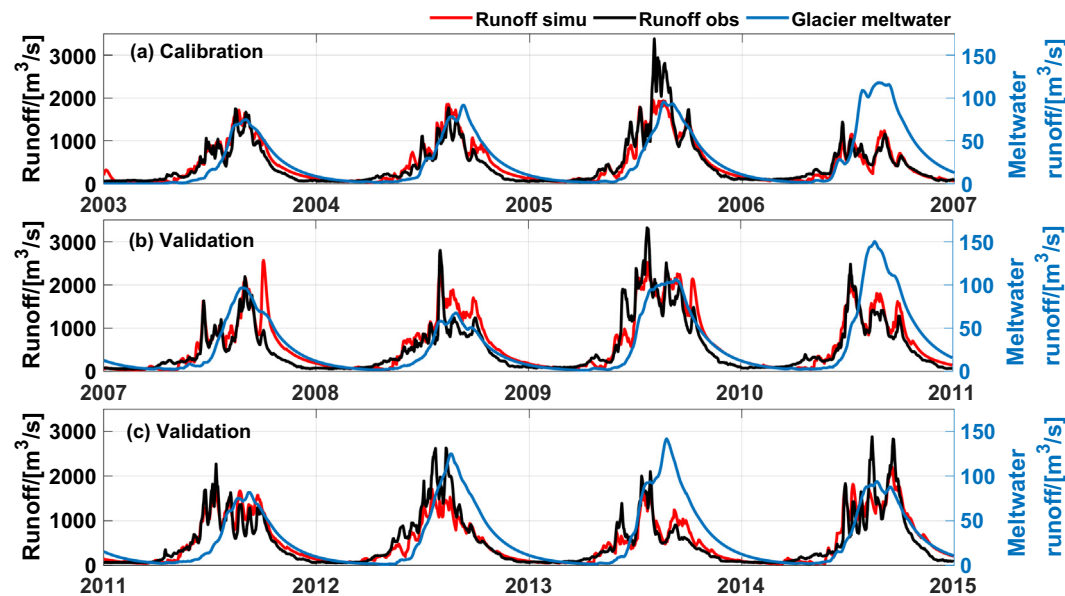 Runoff simu Runoff obs Glacier meltwater
(a) Calibration
Runoff/[m³/s]
3000
2000
1000
0
150
100
50
0
Meltwater
runoff/[m³/s]
2003 2004 2005 2006 2007
(b) Validation
Runoff/[m³/s]
3000
2000
1000
0
150
100
50
0
Meltwater
runoff/[m³/s]
2007 2008 2009 2010 2011
(c) Validation
Runoff/[m³/s]
3000
2000
1000
0
150
100
50
0
Meltwater
runoff/[m³/s]
2011 2012 2013 2014 2015